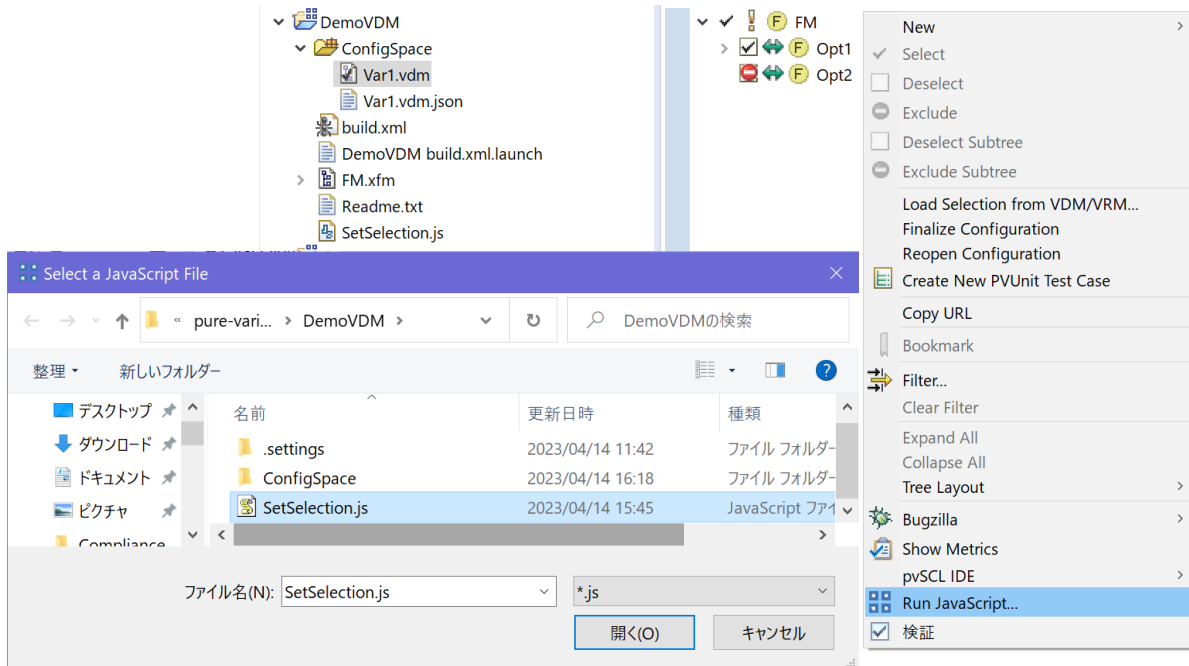 DemoVDM
ConfigSpace
Var1.vdm
Var1.vdm.json
build.xml
DemoVDM build.xml.launch
FM.xfm
Readme.txt
SetSelection.js
F FM
F Opt1
F Opt2
New
Select
Deselect
Exclude
Deselect Subtree
Exclude Subtree
Load Selection from VDM/VRM...
Finalize Configuration
Reopen Configuration
Create New PVUnit Test Case
Copy URL
Bookmark
Filter...
Clear Filter
Expand All
Collapse All
Tree Layout
Bugzilla
Show Metrics
pvSCL IDE
Run JavaScript...
検証
Select a JavaScript File
« pure-vari... › DemoVDM ›
DemoVDMの検索
整理 新しいフォルダー
デスクトップ
ダウンロード
ドキュメント
ピクチャ
Compliance
名前 更新日時 種類
.settings 2023/04/14 11:42 ファイル フォルダー
ConfigSpace 2023/04/14 16:18 ファイル フォルダー
SetSelection.js 2023/04/14 15:45 JavaScript ファイ
ファイル名(N): SetSelection.js *.js
開く(O) キャンセル